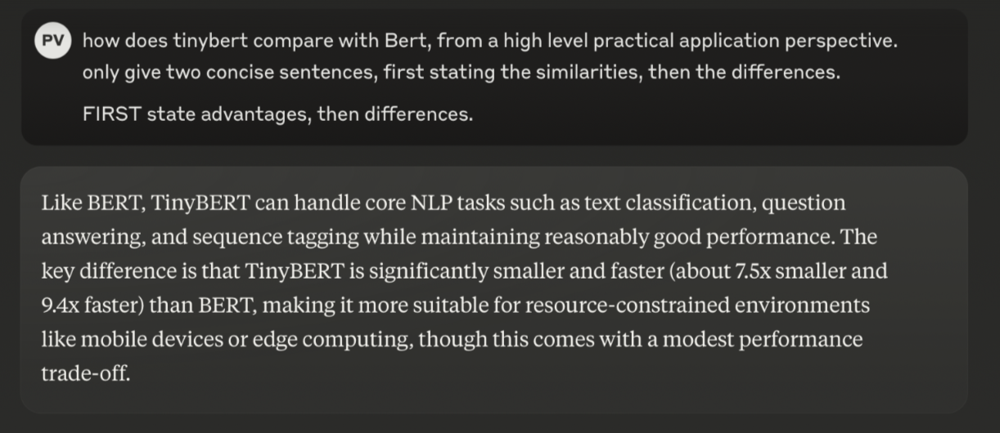 PV
how does tinybert compare with Bert, from a high level practical application perspective.
only give two concise sentences, first stating the similarities, then the differences.
FIRST state advantages, then differences.
Like BERT, TinyBERT can handle core NLP tasks such as text classification, question
answering, and sequence tagging while maintaining reasonably good performance. The
key difference is that TinyBERT is significantly smaller and faster (about 7.5x smaller and
9.4x faster) than BERT, making it more suitable for resource-constrained environments
like mobile devices or edge computing, though this comes with a modest performance
trade-off.